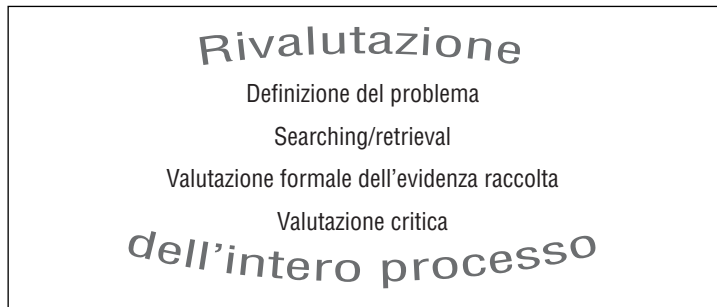 Rivalutazione
Definizione del problema
Searching/retrieval
Valutazione formale dell’evidenza raccolta
Valutazione critica
dell’intero processo